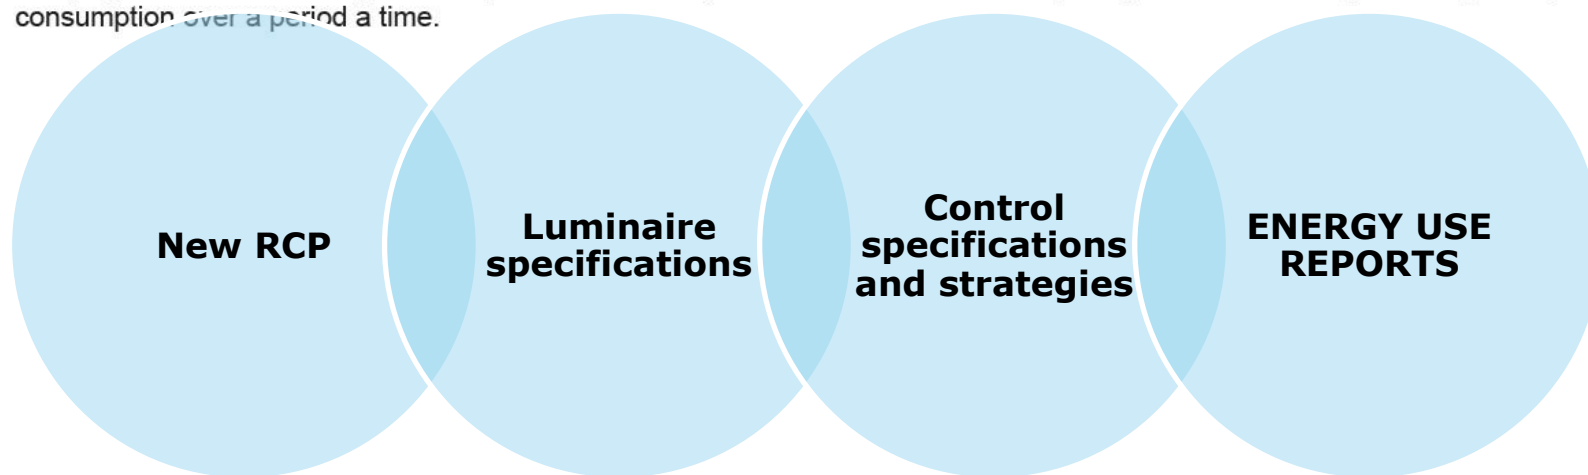 consumption over a period a time.
New RCP
Luminaire
specifications
Control
specifications
and strategies
ENERGY USE
REPORTS